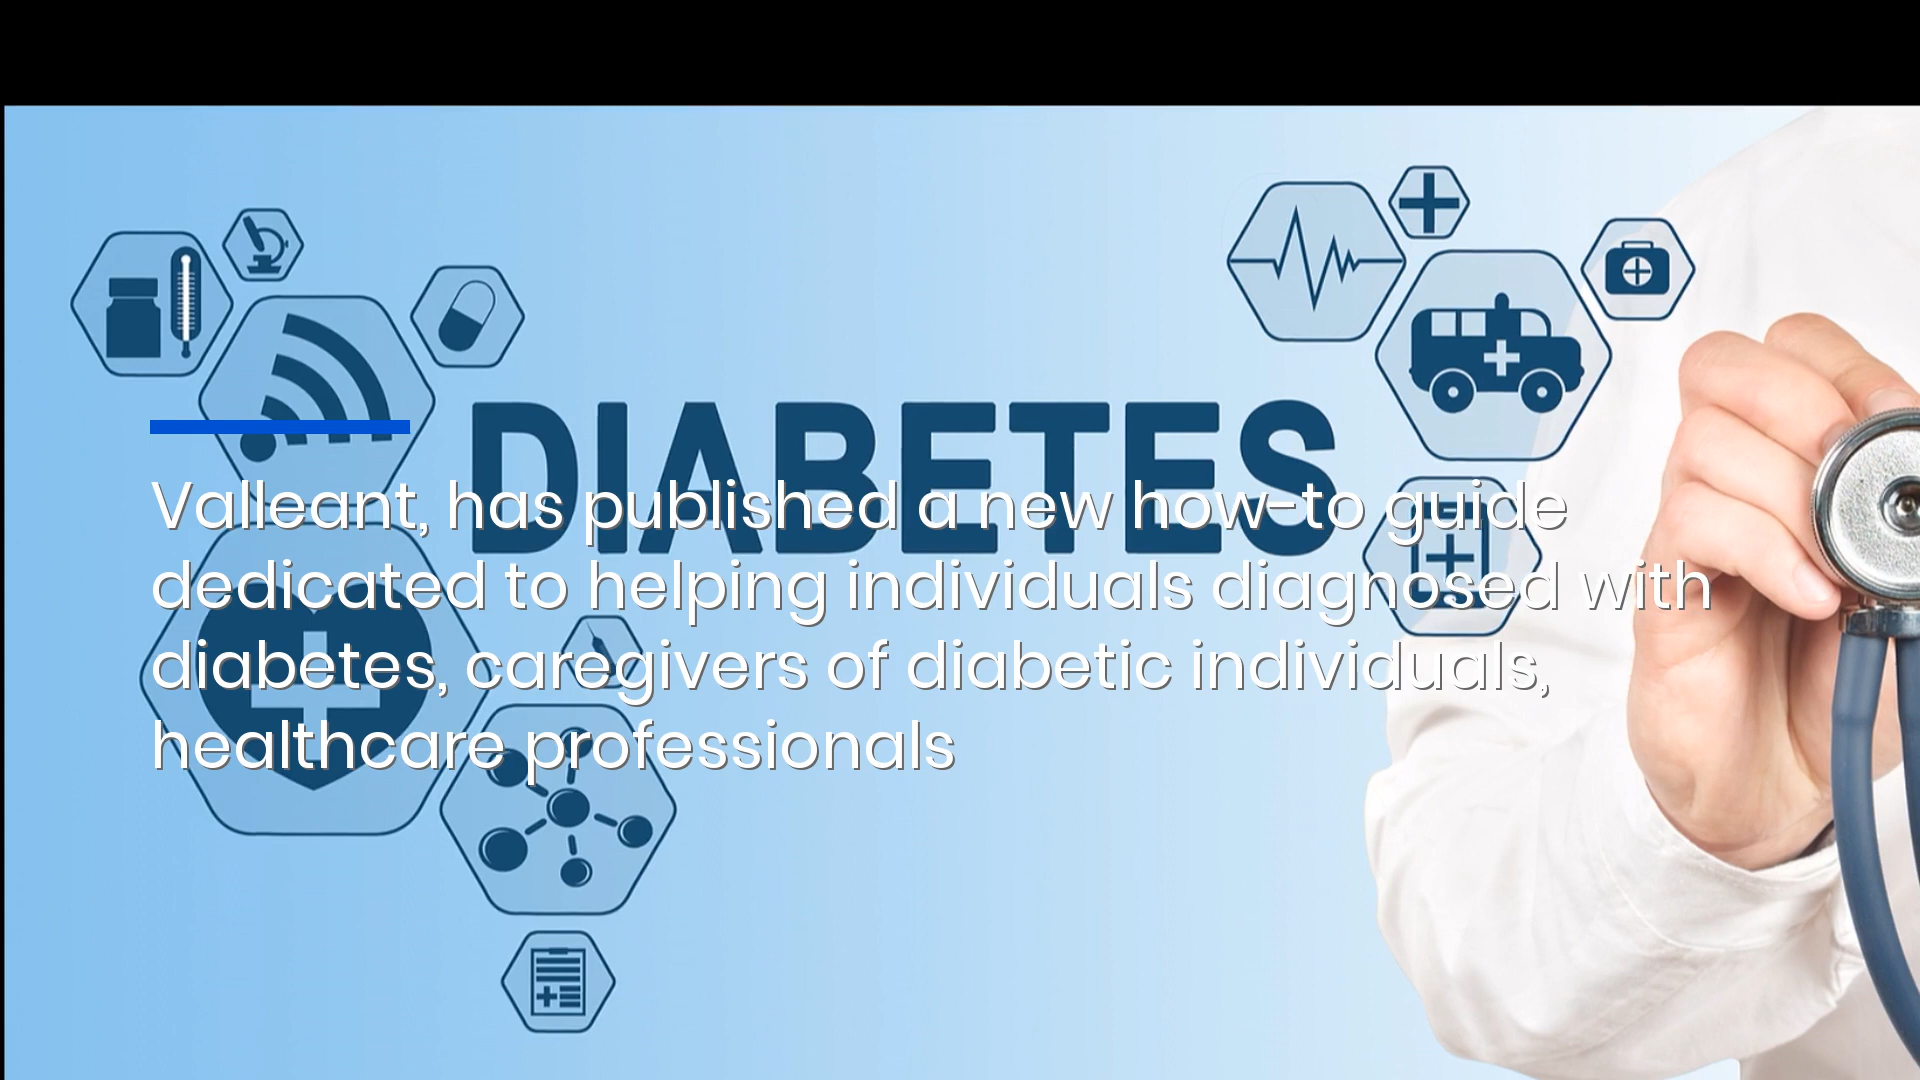 DIABETES
Valleant, has published a new how-to guide
dedicated to helping individuals diagnosed with
diabetes, caregivers of diabetic individuals,
healthcare professionals